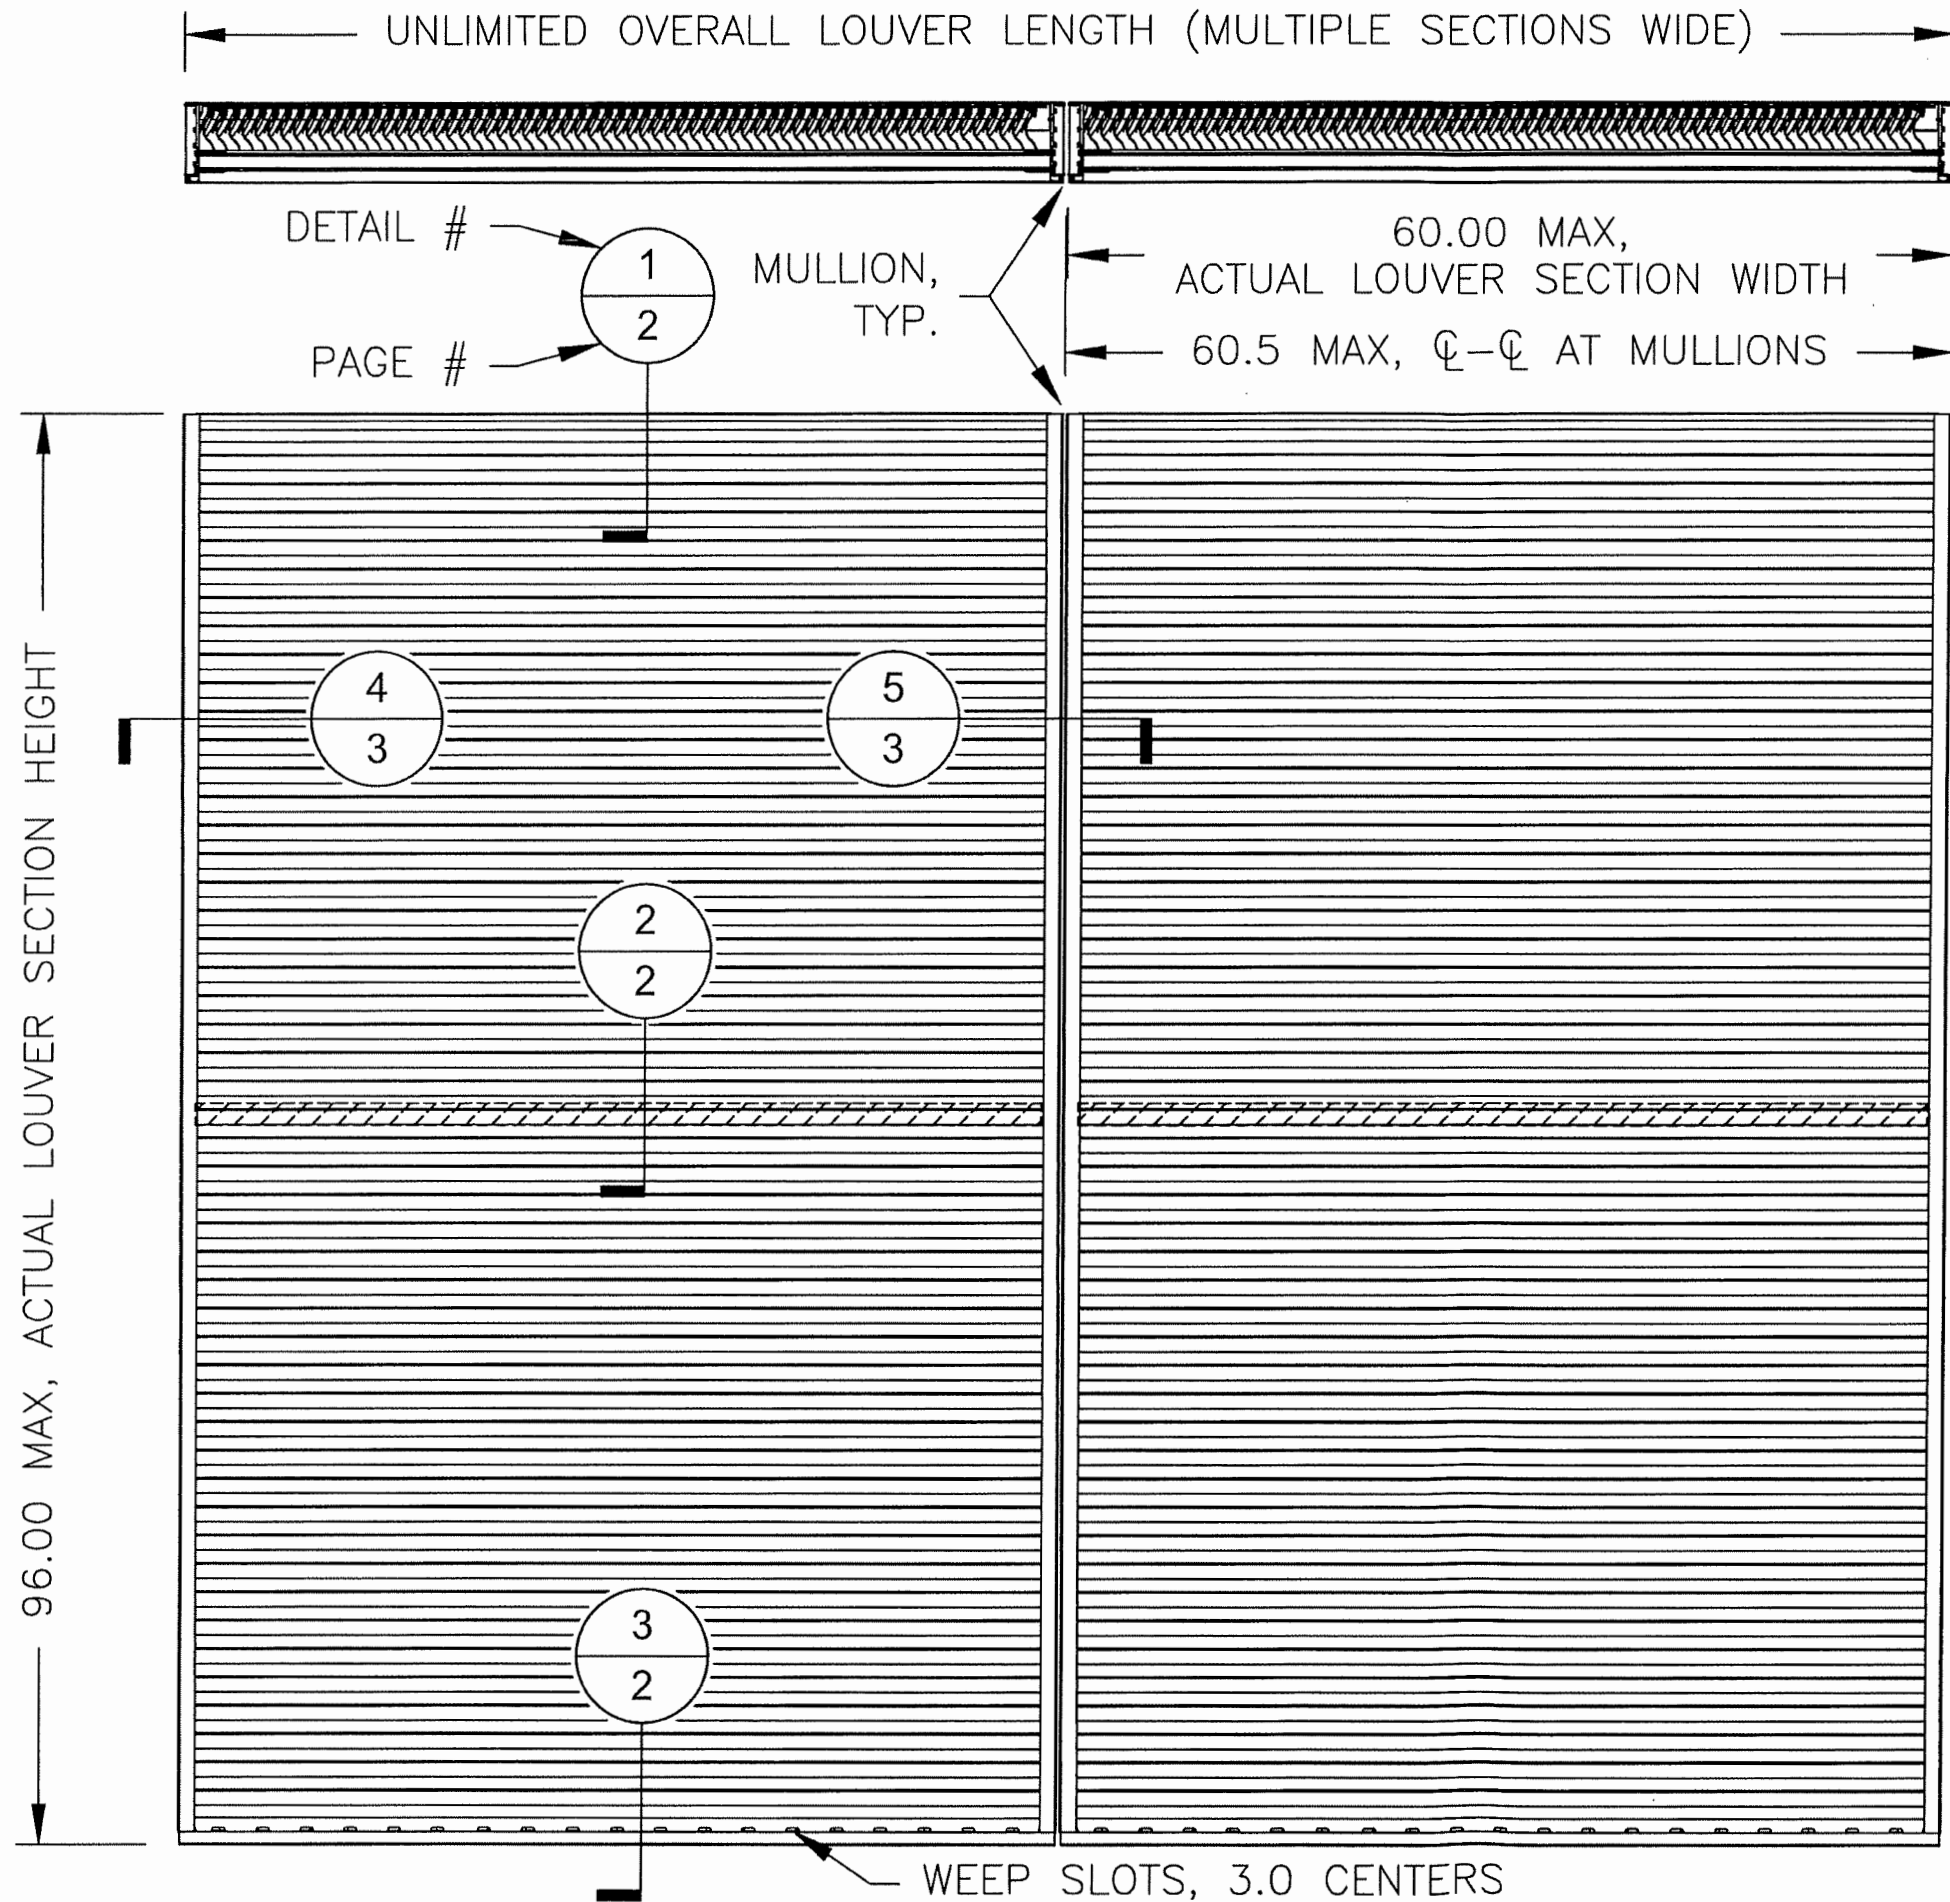 UNLIMITED OVERALL LOUVER LENGTH (MULTIPLE SECTIONS WIDE)
DETAIL #
1
2
PAGE #
MULLION,
TYP.
60.00 MAX,
ACTUAL LOUVER SECTION WIDTH
60.5 MAX, ℄-℄ AT MULLIONS
96.00 MAX, ACTUAL LOUVER SECTION HEIGHT
4
3
5
3
2
2
3
2
WEEP SLOTS, 3.0 CENTERS